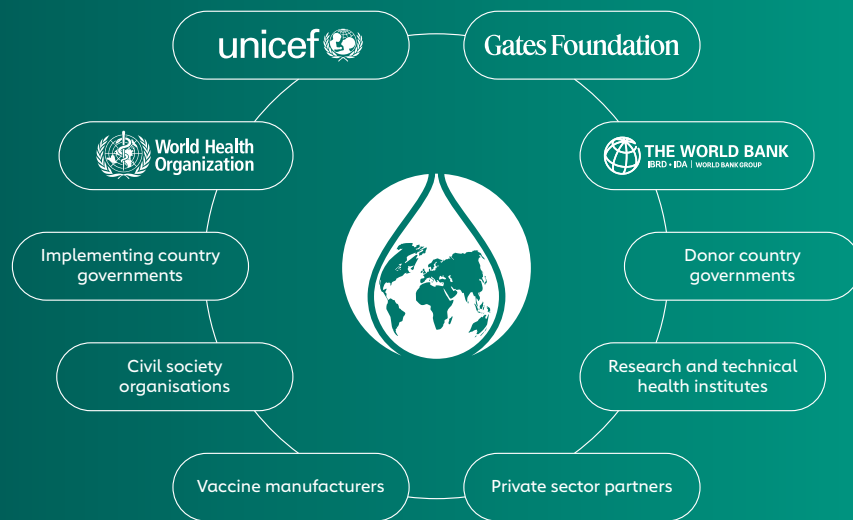 unicef
Gates Foundation
World Health
Organization
THE WORLD BANK
IBRD • IDA | WORLD BANK GROUP
Implementing country
governments
Donor country
governments
Civil society
organisations
Research and technical
health institutes
Vaccine manufacturers
Private sector partners